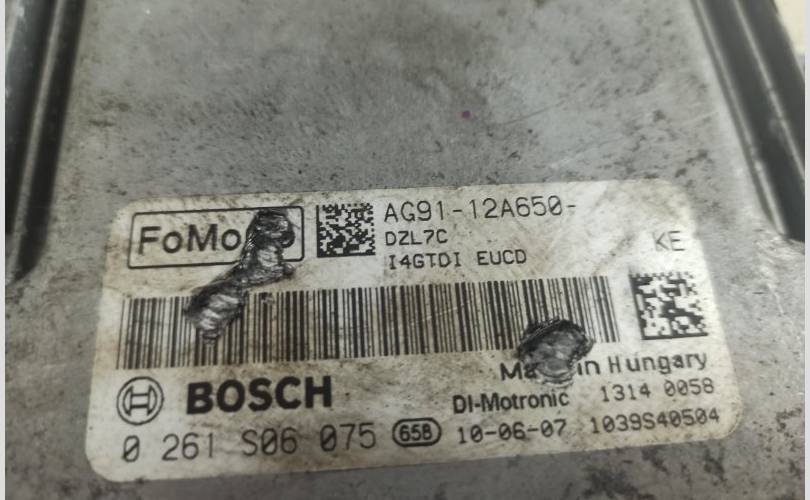 FoMo
AG91-12A650-
DZL7C
I4GTDI EUCD
KE
in Hungary
BOSCH
DI-Motronic 1314 0058
0 261 S06 075 658 10-06-07 1039S40504